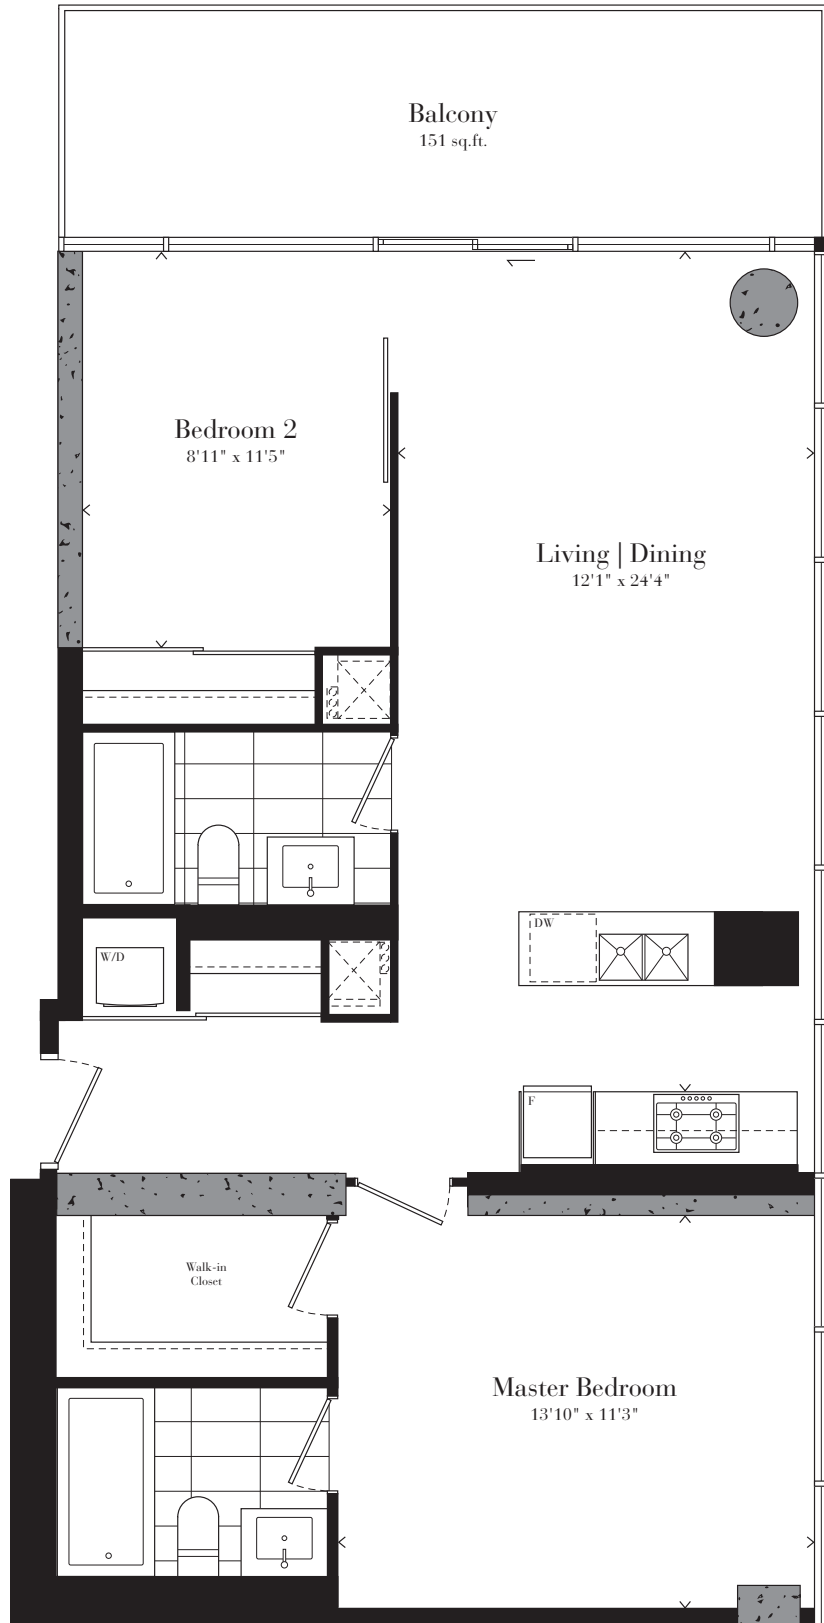 Balcony
151 sq.ft.
Bedroom 2
8'11" x 11'5"
Living | Dining
12'1" x 24'4"
DW
W/D
F
Walk-in
Closet
Master Bedroom
13'10" x 11'3"